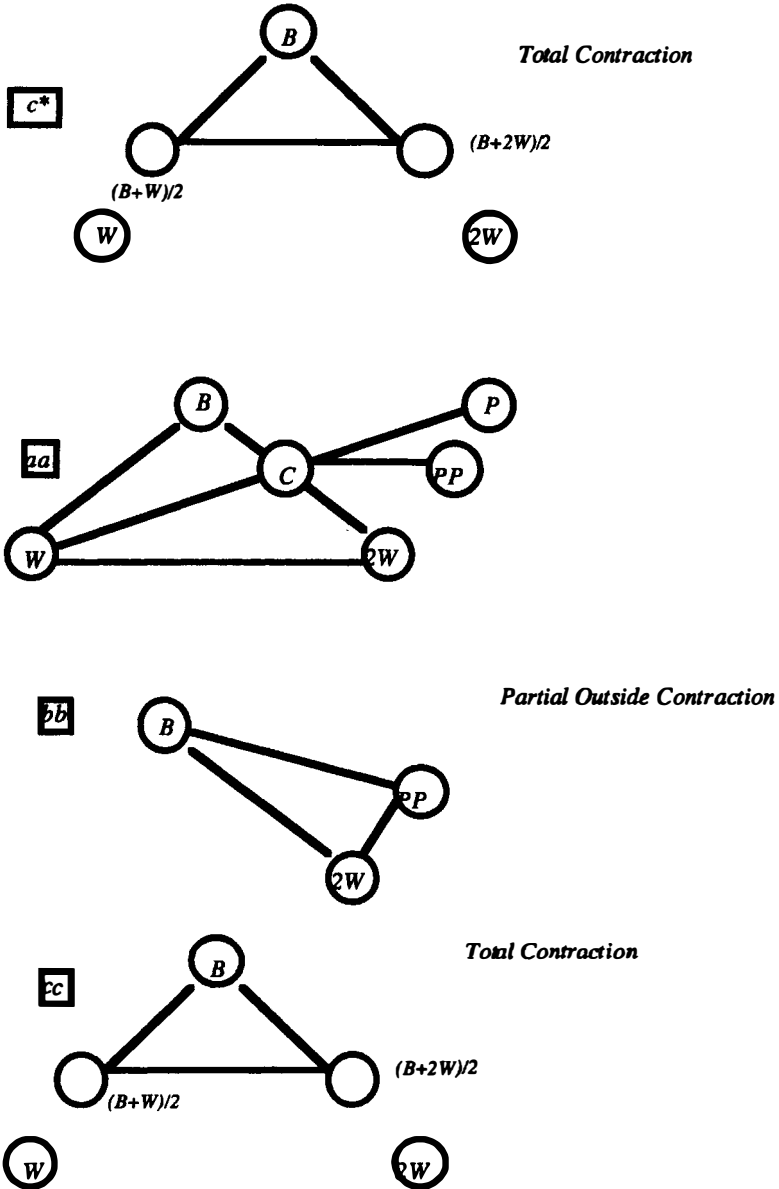 B
Total Contraction
c*
(B+2W)/2
(B+W)/2
W
2W
B
P
aa
C
PP
W
2W
Partial Outside Contraction
bb
B
PP
2W
Total Contraction
B
cc
(B+2W)/2
(B+W)/2
W
2W